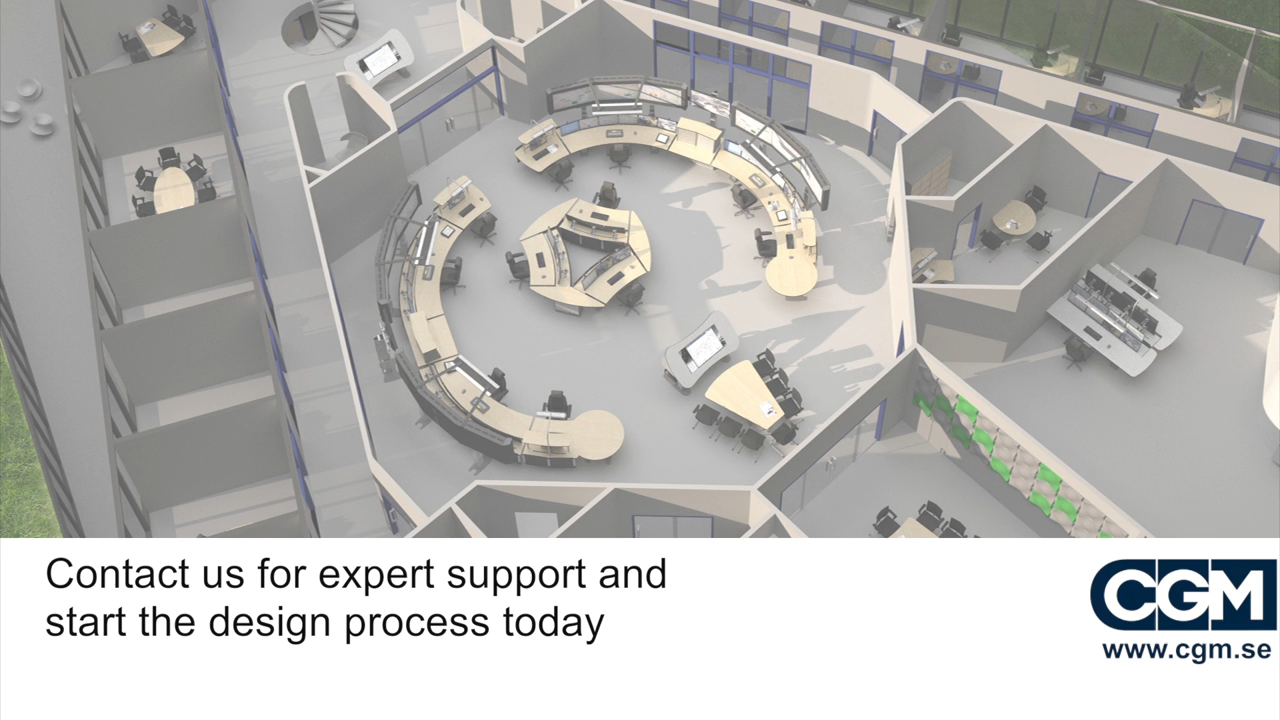 Contact us for expert support and
start the design process today
CGM
www.cgm.se